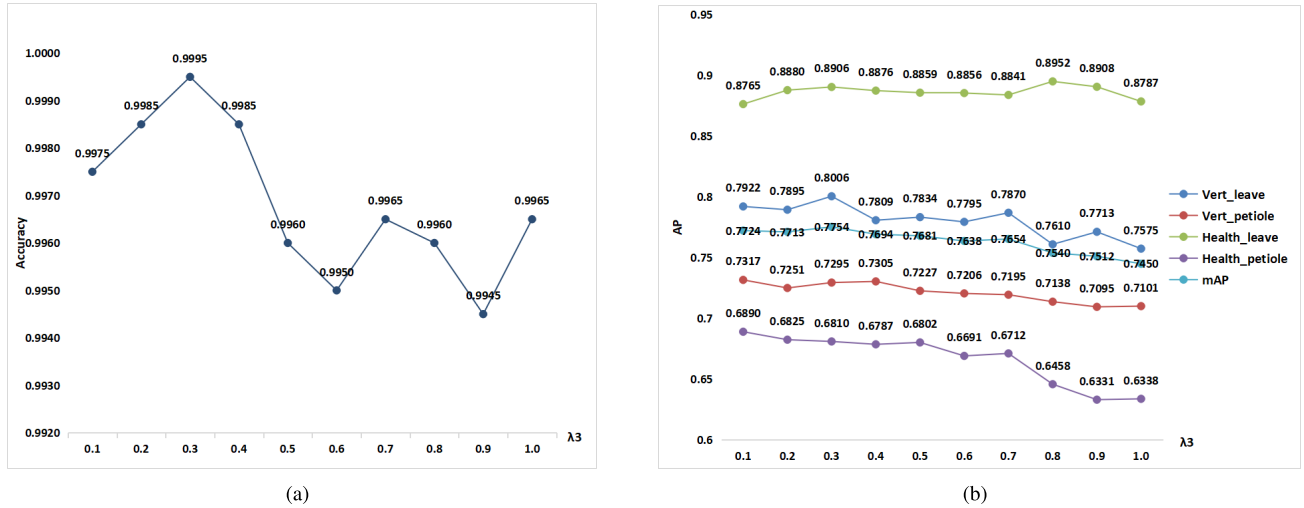 1.0000
0.9995
0.9990
0.9985
0.9985
0.9980
0.9975
0.9970
0.9965
0.9965
0.9960
0.9960
0.9960
0.9950
0.9950
0.9945
0.9940
0.9930
0.9920
Accuracy
0.1 0.2 0.3 0.4 0.5 0.6 0.7 0.8 0.9 1.0
λ3
(a)
0.95
0.9
0.85
0.8
0.75
0.7
0.65
0.6
AP
0.8765 0.8880 0.8906 0.8876 0.8859 0.8856 0.8841 0.8952 0.8908 0.8787
0.7922 0.7895 0.8006 0.7809 0.7834 0.7795 0.7870 0.7610 0.7713 0.7575
0.7724 0.7713 0.7754 0.7694 0.7681 0.7638 0.7654 0.7540 0.7512 0.7450
0.7317 0.7251 0.7295 0.7305 0.7227 0.7206 0.7195 0.7138 0.7095 0.7101
0.6890 0.6825 0.6810 0.6787 0.6802 0.6691 0.6712 0.6458 0.6331 0.6338
0.1 0.2 0.3 0.4 0.5 0.6 0.7 0.8 0.9 1.0
λ3
Vert_leave
Vert_petiole
Health_leave
Health_petiole
mAP
(b)